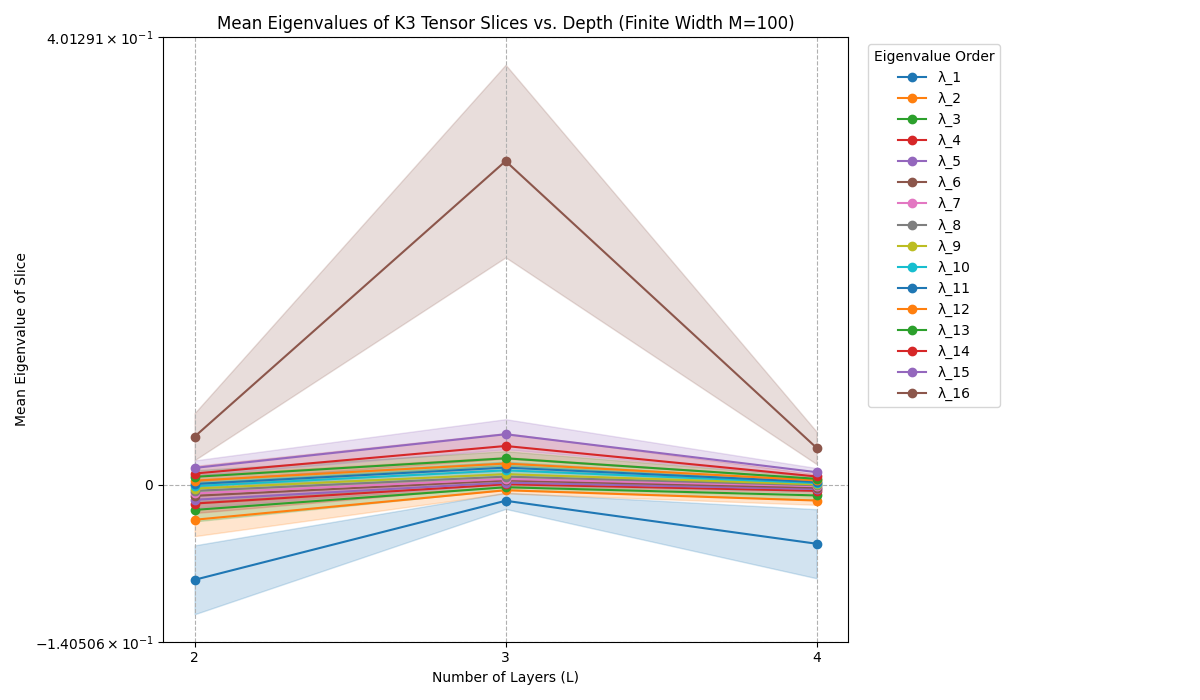 Mean Eigenvalues of K3 Tensor Slices vs. Depth (Finite Width M=100)
4.01291 × 10⁻¹
0
−1.40506 × 10⁻¹
Mean Eigenvalue of Slice
2
3
4
Number of Layers (L)
Eigenvalue Order
λ_1
λ_2
λ_3
λ_4
λ_5
λ_6
λ_7
λ_8
λ_9
λ_10
λ_11
λ_12
λ_13
λ_14
λ_15
λ_16